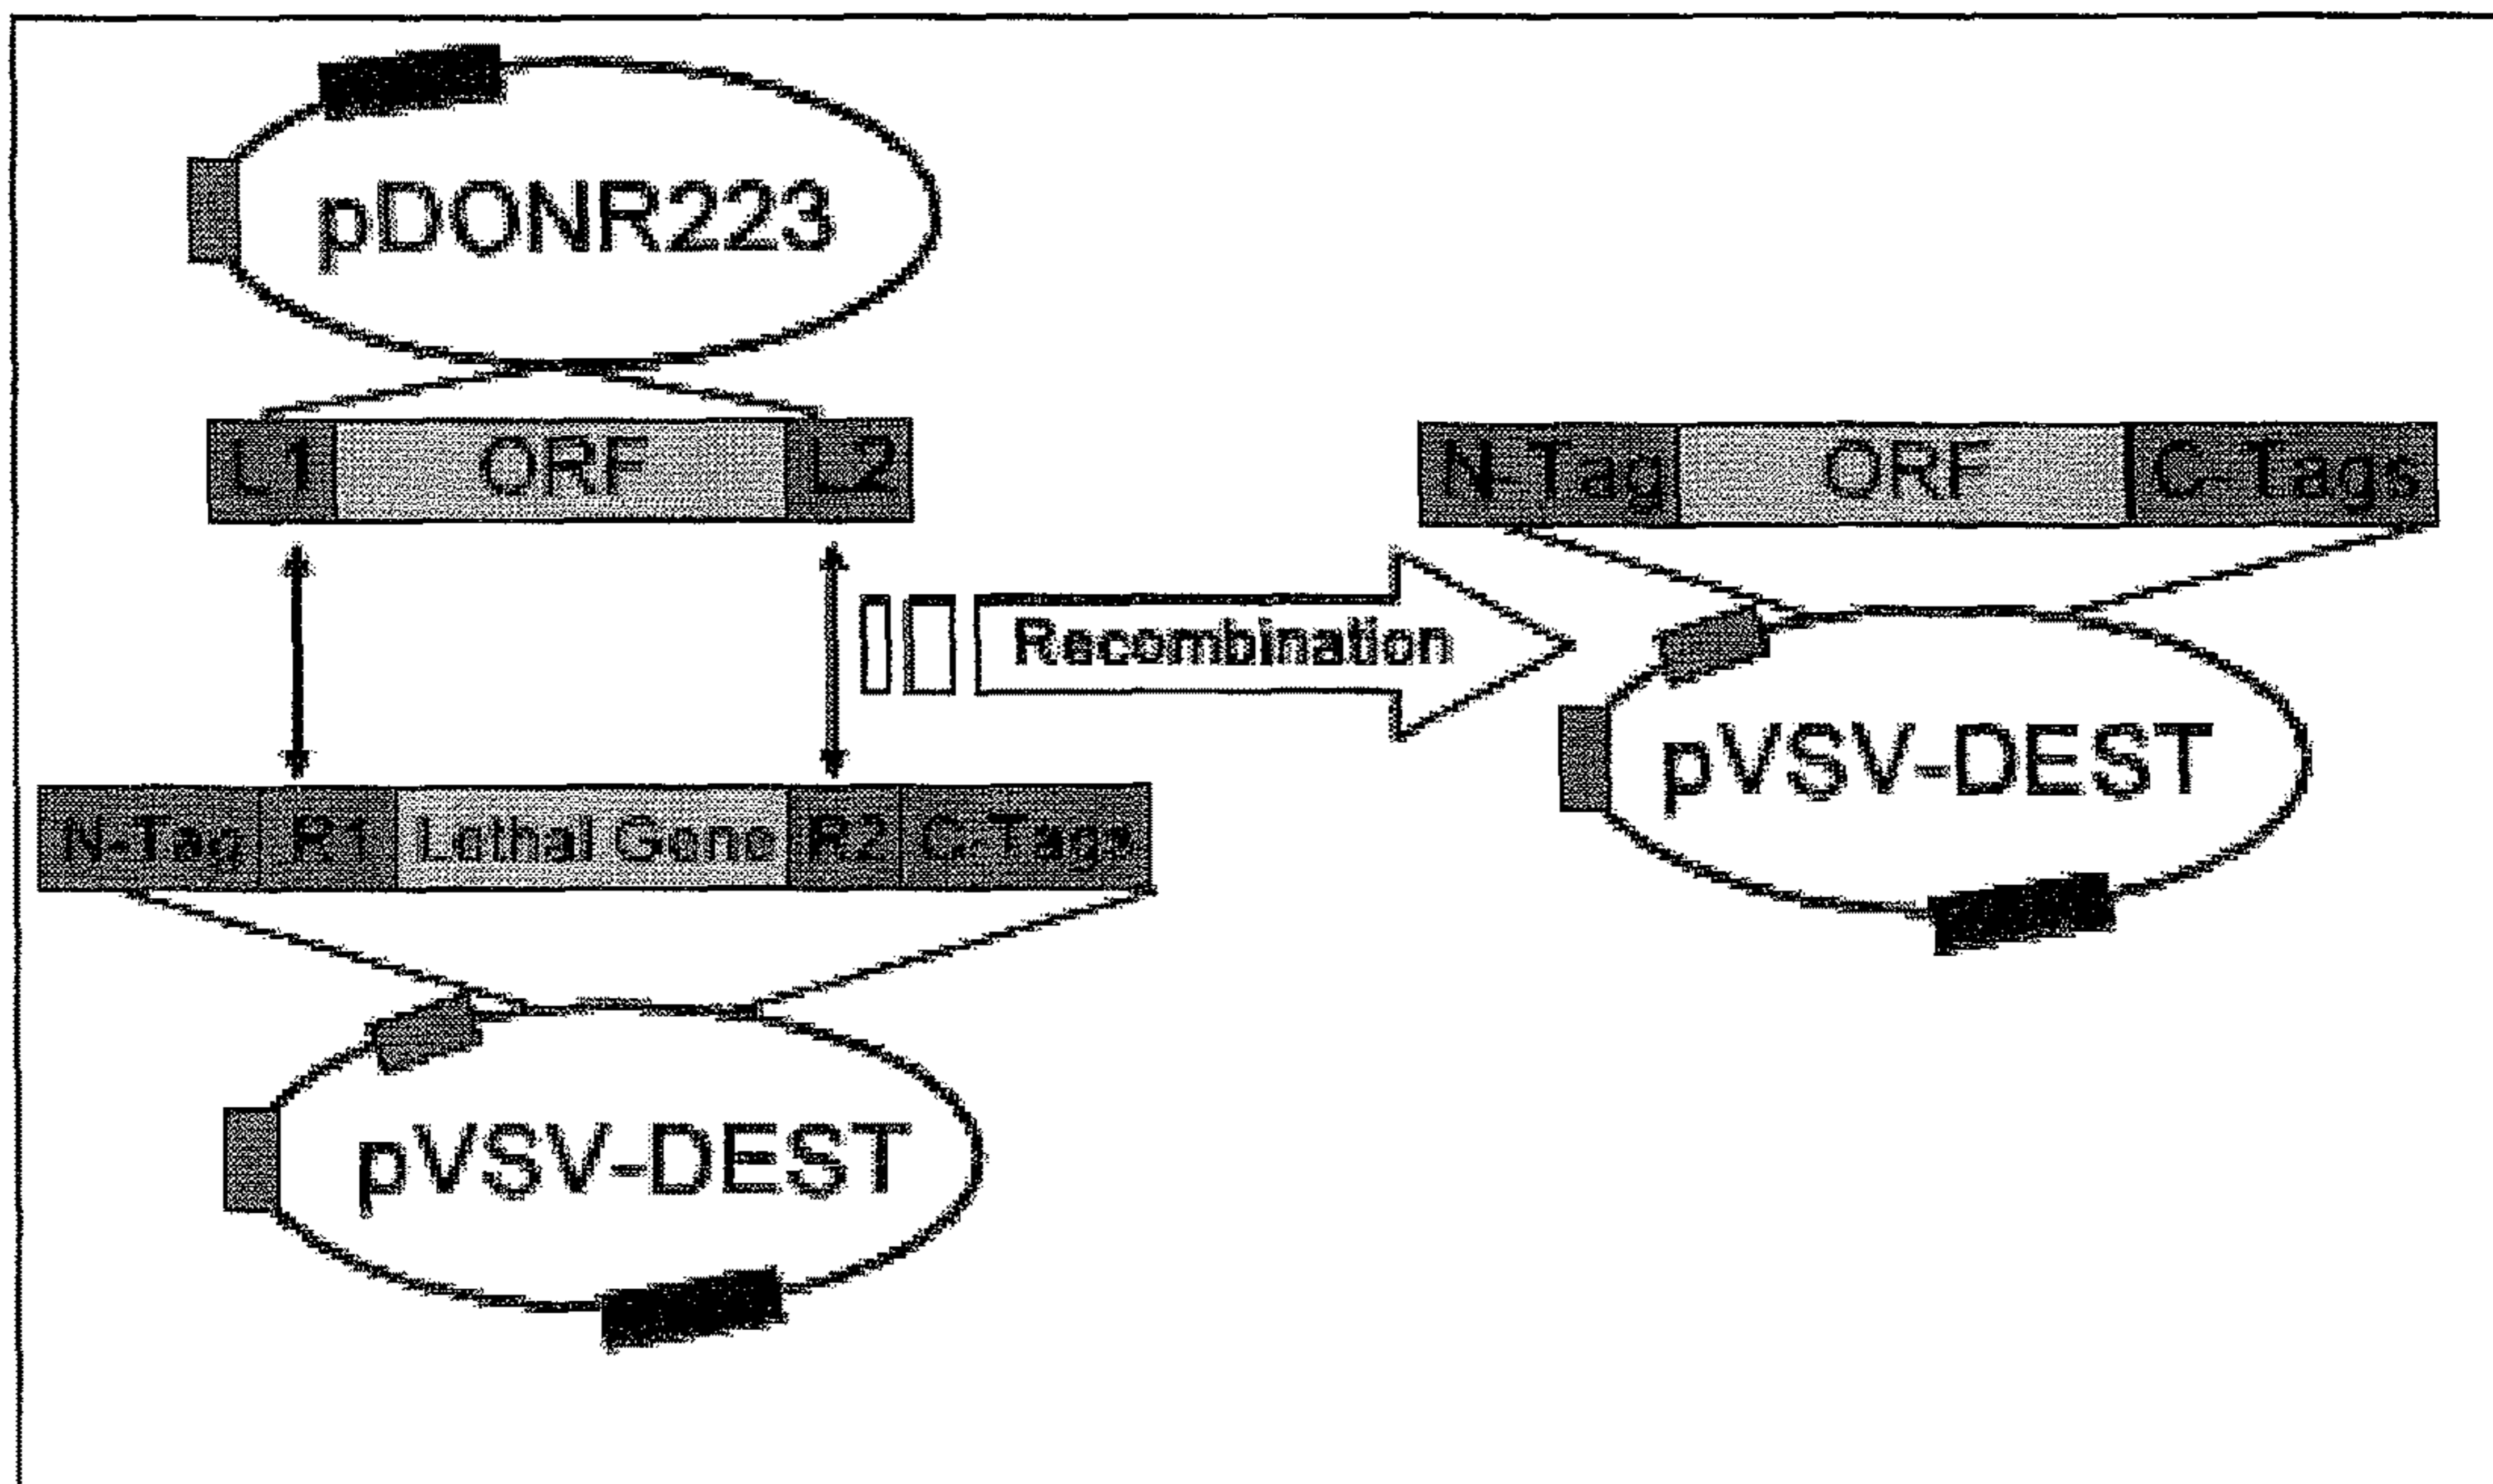 pDONR223
L1 ORF L2
N-Tag ORF C-Tags
Recombination
pVSV-DEST
N-Tag R1 Lethal Gene R2 C-Tags
pVSV-DEST